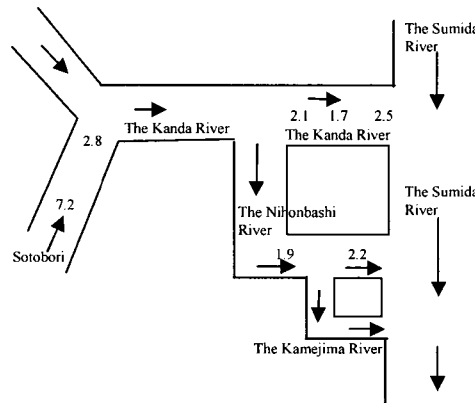 The Sumida
River
2.1 1.7 2.5
The Kanda River
The Kanda River
2.8
7.2
Sotobori
The Nihonbashi
River
The Sumida
River
1.9
2.2
The Kamejima River